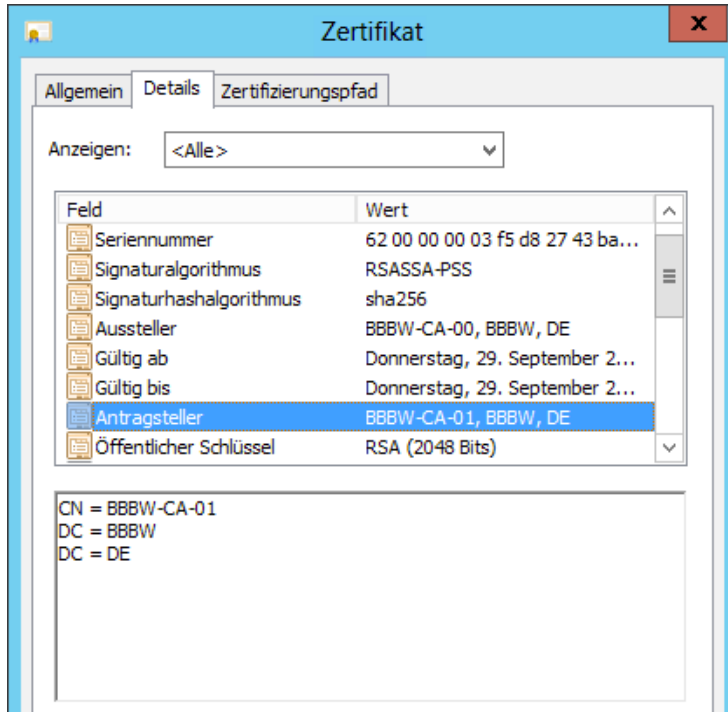 Zertifikat
x
Allgemein Details Zertifizierungspfad
Anzeigen: <Alle>
Feld Wert
Seriennummer 62 00 00 00 03 f5 d8 27 43 ba...
Signaturalgorithmus RSASSA-PSS
Signaturhashalgorithmus sha256
Aussteller BBBW-CA-00, BBBW, DE
Gültig ab Donnerstag, 29. September 2...
Gültig bis Donnerstag, 29. September 2...
Antragsteller BBBW-CA-01, BBBW, DE
Öffentlicher Schlüssel RSA (2048 Bits)
CN = BBBW-CA-01
DC = BBBW
DC = DE